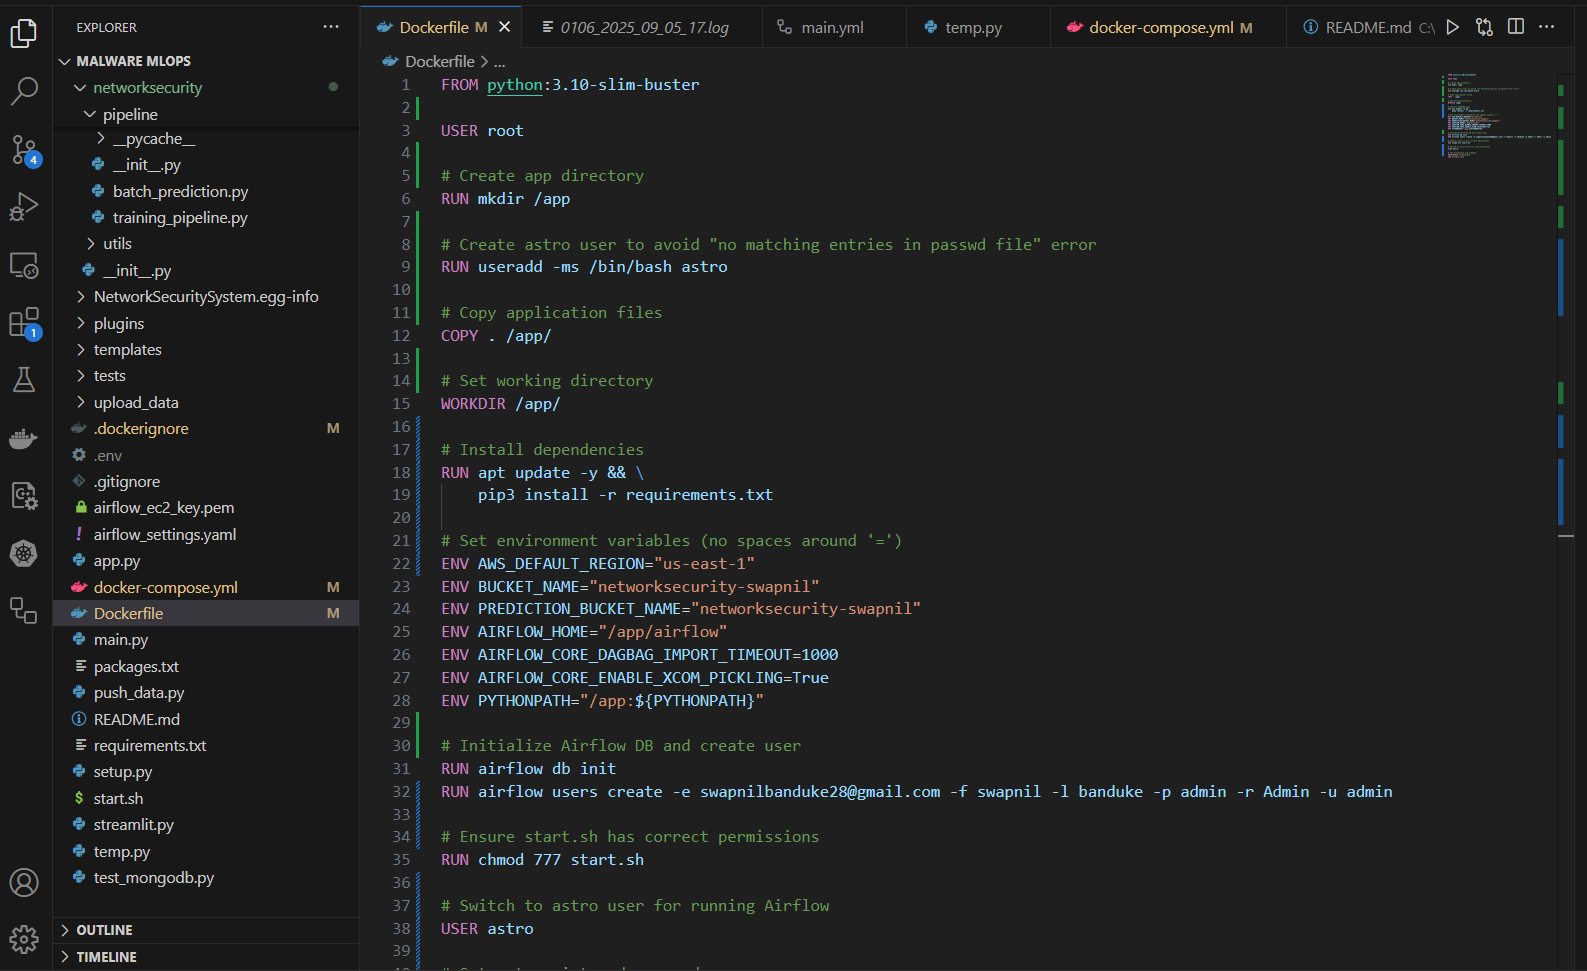 EXPLORER
MALWARE MLOPS
networksecurity
pipeline
__pycache__
__init__.py
batch_prediction.py
training_pipeline.py
utils
__init__.py
NetworkSecuritySystem.egg-info
plugins
templates
tests
upload_data
.dockerignore M
.env
.gitignore
airflow_ec2_key.pem
! airflow_settings.yaml
app.py
docker-compose.yml M
Dockerfile M
main.py
packages.txt
push_data.py
README.md
requirements.txt
setup.py
$ start.sh
streamlit.py
temp.py
test_mongodb.py
OUTLINE
TIMELINE
4
1
Dockerfile M
0106_2025_09_05_17.log
main.yml
temp.py
docker-compose.yml M
README.md C:\
Dockerfile > ...
1 FROM python:3.10-slim-buster
2
3 USER root
4
5 # Create app directory
6 RUN mkdir /app
7
8 # Create astro user to avoid "no matching entries in passwd file" error
9 RUN useradd -ms /bin/bash astro
10
11 # Copy application files
12 COPY . /app/
13
14 # Set working directory
15 WORKDIR /app/
16
17 # Install dependencies
18 RUN apt update -y && \
19 pip3 install -r requirements.txt
20
21 # Set environment variables (no spaces around '=')
22 ENV AWS_DEFAULT_REGION="us-east-1"
23 ENV BUCKET_NAME="networksecurity-swapnil"
24 ENV PREDICTION_BUCKET_NAME="networksecurity-swapnil"
25 ENV AIRFLOW_HOME="/app/airflow"
26 ENV AIRFLOW_CORE_DAGBAG_IMPORT_TIMEOUT=1000
27 ENV AIRFLOW_CORE_ENABLE_XCOM_PICKLING=True
28 ENV PYTHONPATH="/app:${PYTHONPATH}"
29
30 # Initialize Airflow DB and create user
31 RUN airflow db init
32 RUN airflow users create -e swapnilbanduke28@gmail.com -f swapnil -l banduke -p admin -r Admin -u admin
33
34 # Ensure start.sh has correct permissions
35 RUN chmod 777 start.sh
36
37 # Switch to astro user for running Airflow
38 USER astro
39